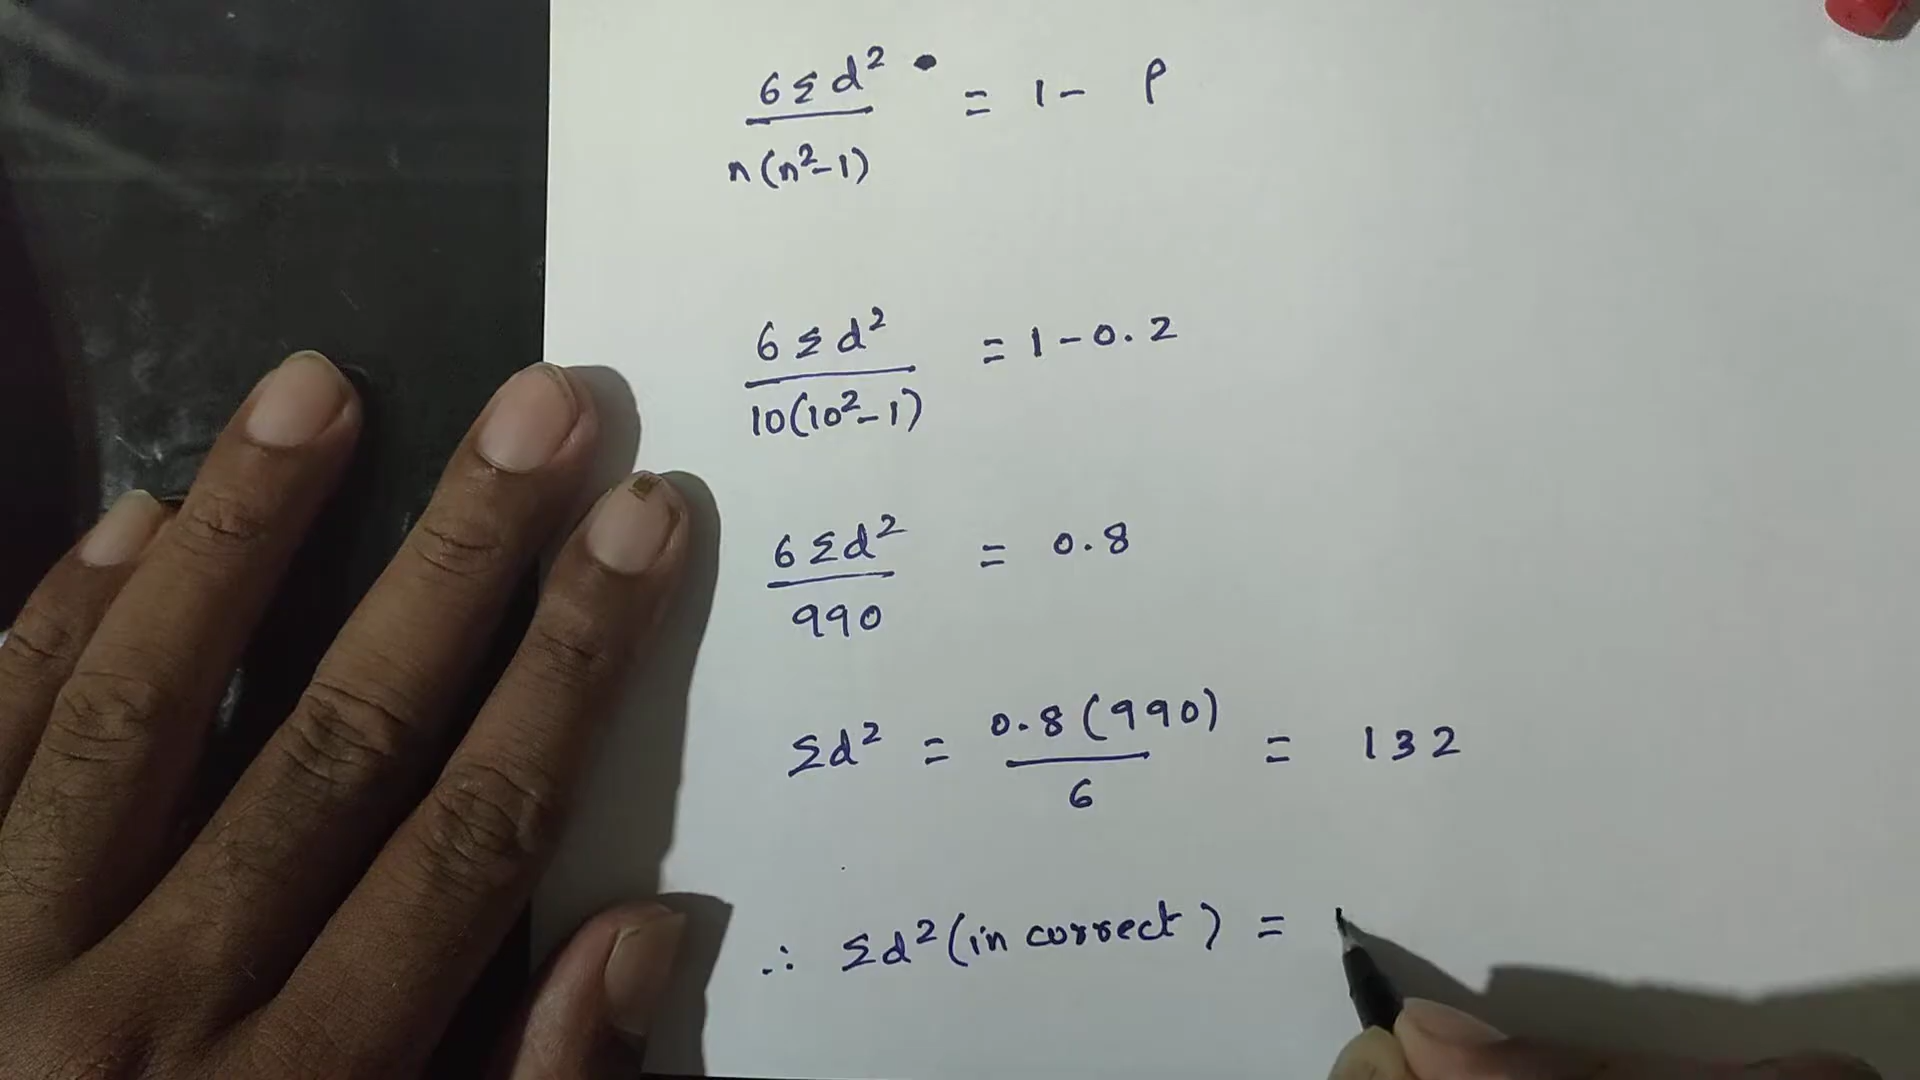 6Σd² = 1 - ρ
n(n²-1)
6Σd² = 1 - 0.2
10(10²-1)
6Σd² = 0.8
990
Σd² = 0.8(990) = 132
6
∴ Σd²(in correct) =